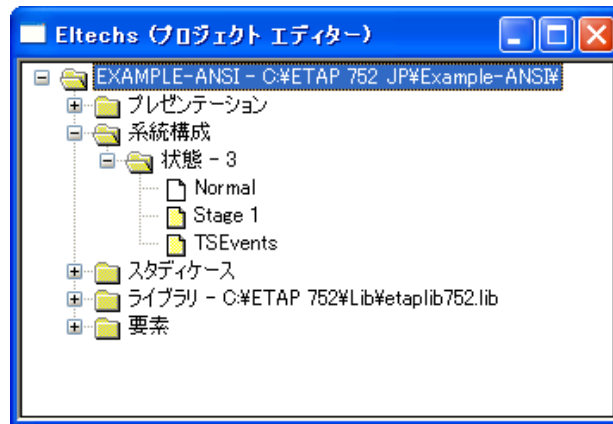 Eltechs (プロジェクト エディター)
EXAMPLE-ANSI - C:¥ETAP 752 JP¥Example-ANSI¥
プレゼンテーション
系統構成
状態 - 3
Normal
Stage 1
TSEvents
スタディケース
ライブラリ - C:¥ETAP 752¥Lib¥etaplib752.lib
要素